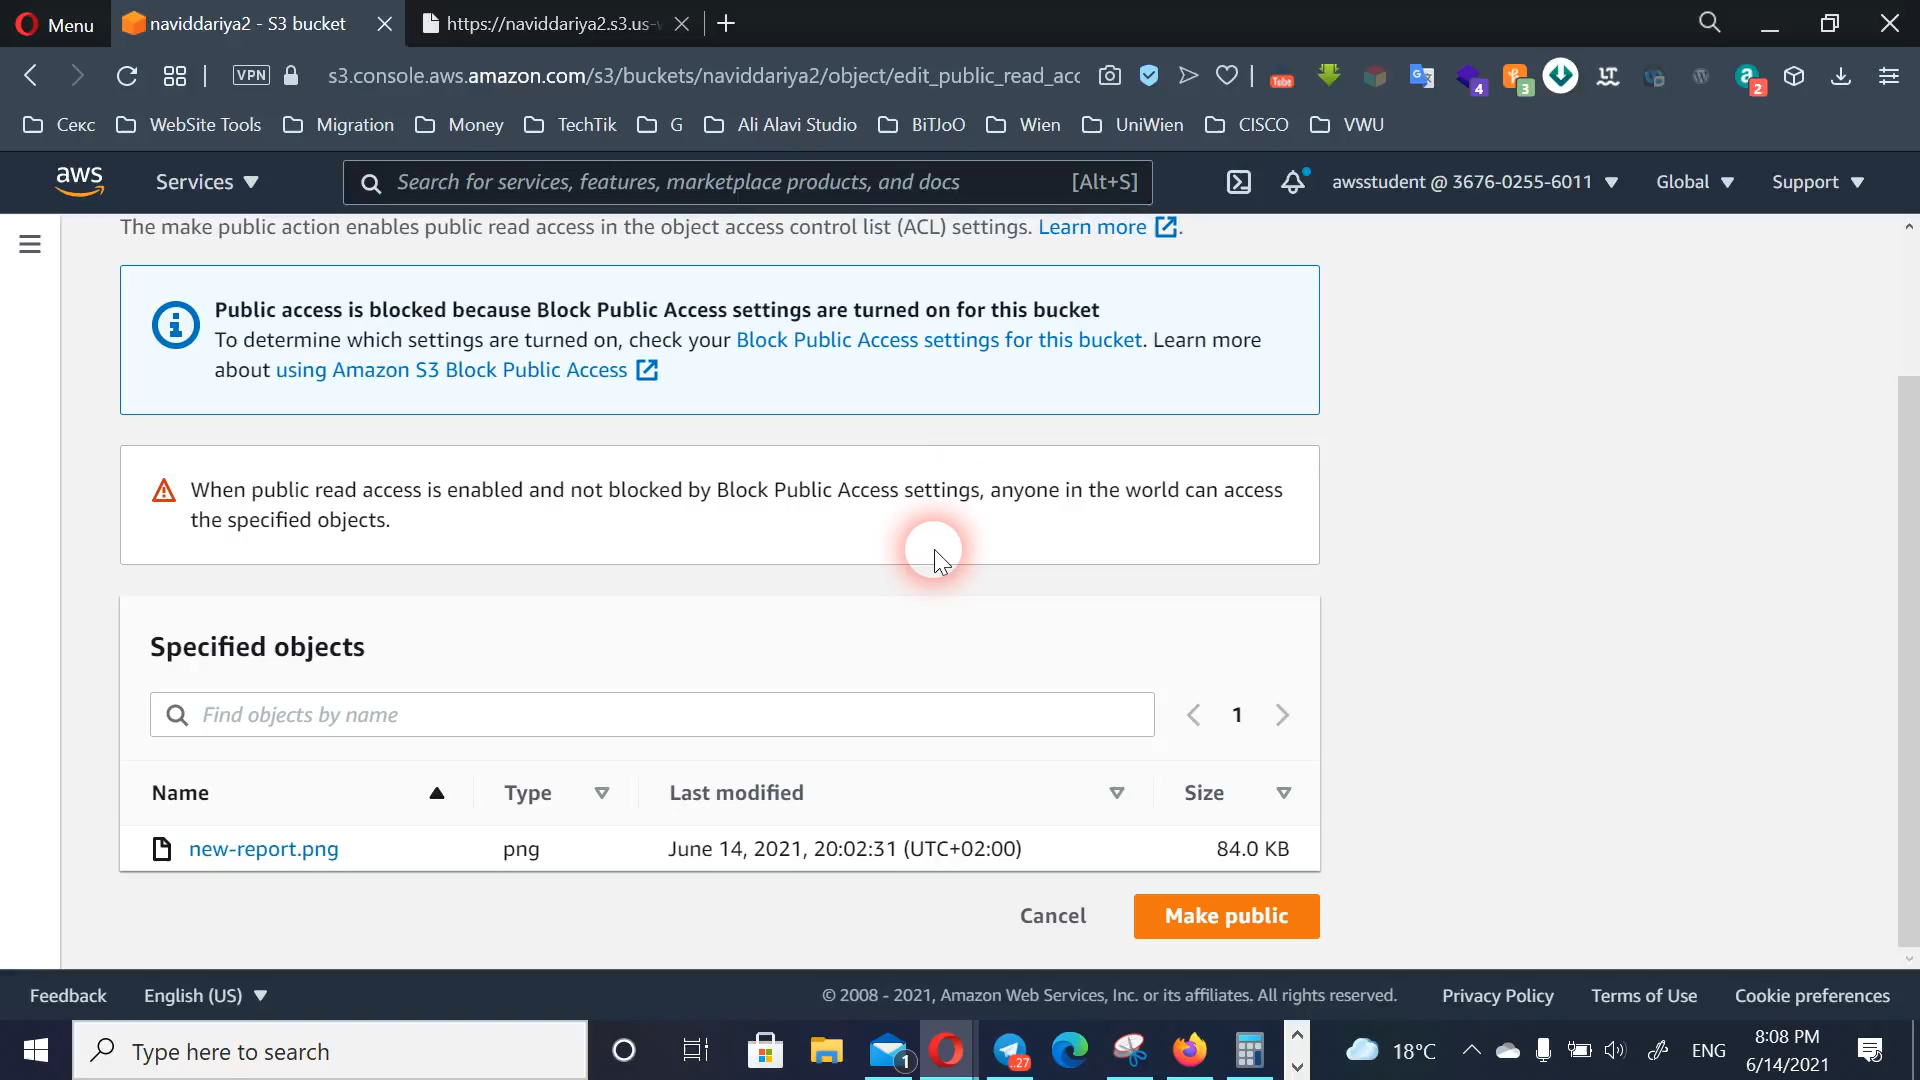 Menu
naviddariya2 - S3 bucket
https://naviddariya2.s3.us-
VPN
s3.console.aws.amazon.com/s3/buckets/naviddariya2/object/edit_public_read_acc
Tube
4
3
LT
a
2
Секс
WebSite Tools
Migration
Money
TechTik
G
Ali Alavi Studio
BiTJoO
Wien
UniWien
CISCO
VWU
aws
Services
Search for services, features, marketplace products, and docs
[Alt+S]
awsstudent @ 3676-0255-6011
Global
Support
The make public action enables public read access in the object access control list (ACL) settings. Learn more.
Public access is blocked because Block Public Access settings are turned on for this bucket
To determine which settings are turned on, check your Block Public Access settings for this bucket. Learn more
about using Amazon S3 Block Public Access
When public read access is enabled and not blocked by Block Public Access settings, anyone in the world can access
the specified objects.
Specified objects
Find objects by name
1
Name
Type
Last modified
Size
new-report.png
png
June 14, 2021, 20:02:31 (UTC+02:00)
84.0 KB
Cancel
Make public
Feedback
English (US)
© 2008 - 2021, Amazon Web Services, Inc. or its affiliates. All rights reserved.
Privacy Policy
Terms of Use
Cookie preferences
Type here to search
1
27
18°C
ENG
8:08 PM
6/14/2021